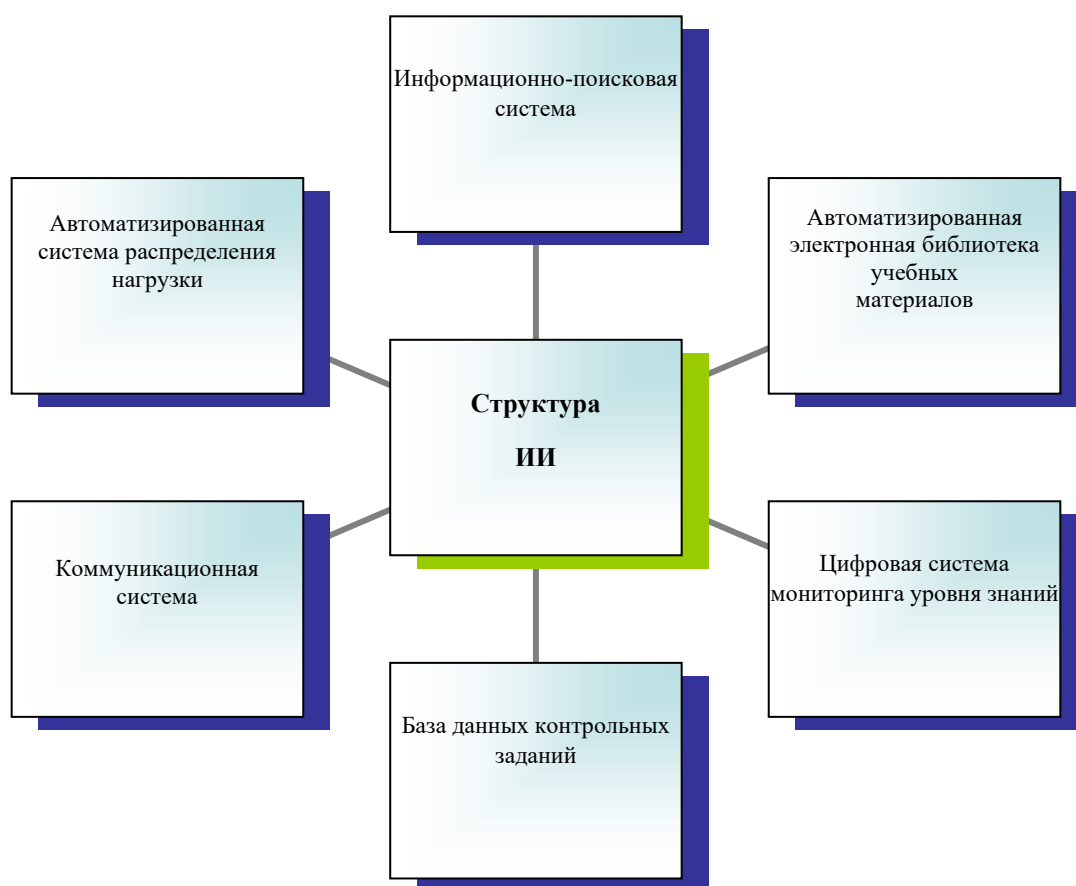 Информационно-поисковая
система
Автоматизированная
система распределения
нагрузки
Автоматизированная
электронная библиотека
учебных
материалов
Структура
ИИ
Коммуникационная
система
Цифровая система
мониторинга уровня знаний
База данных контрольных
заданий